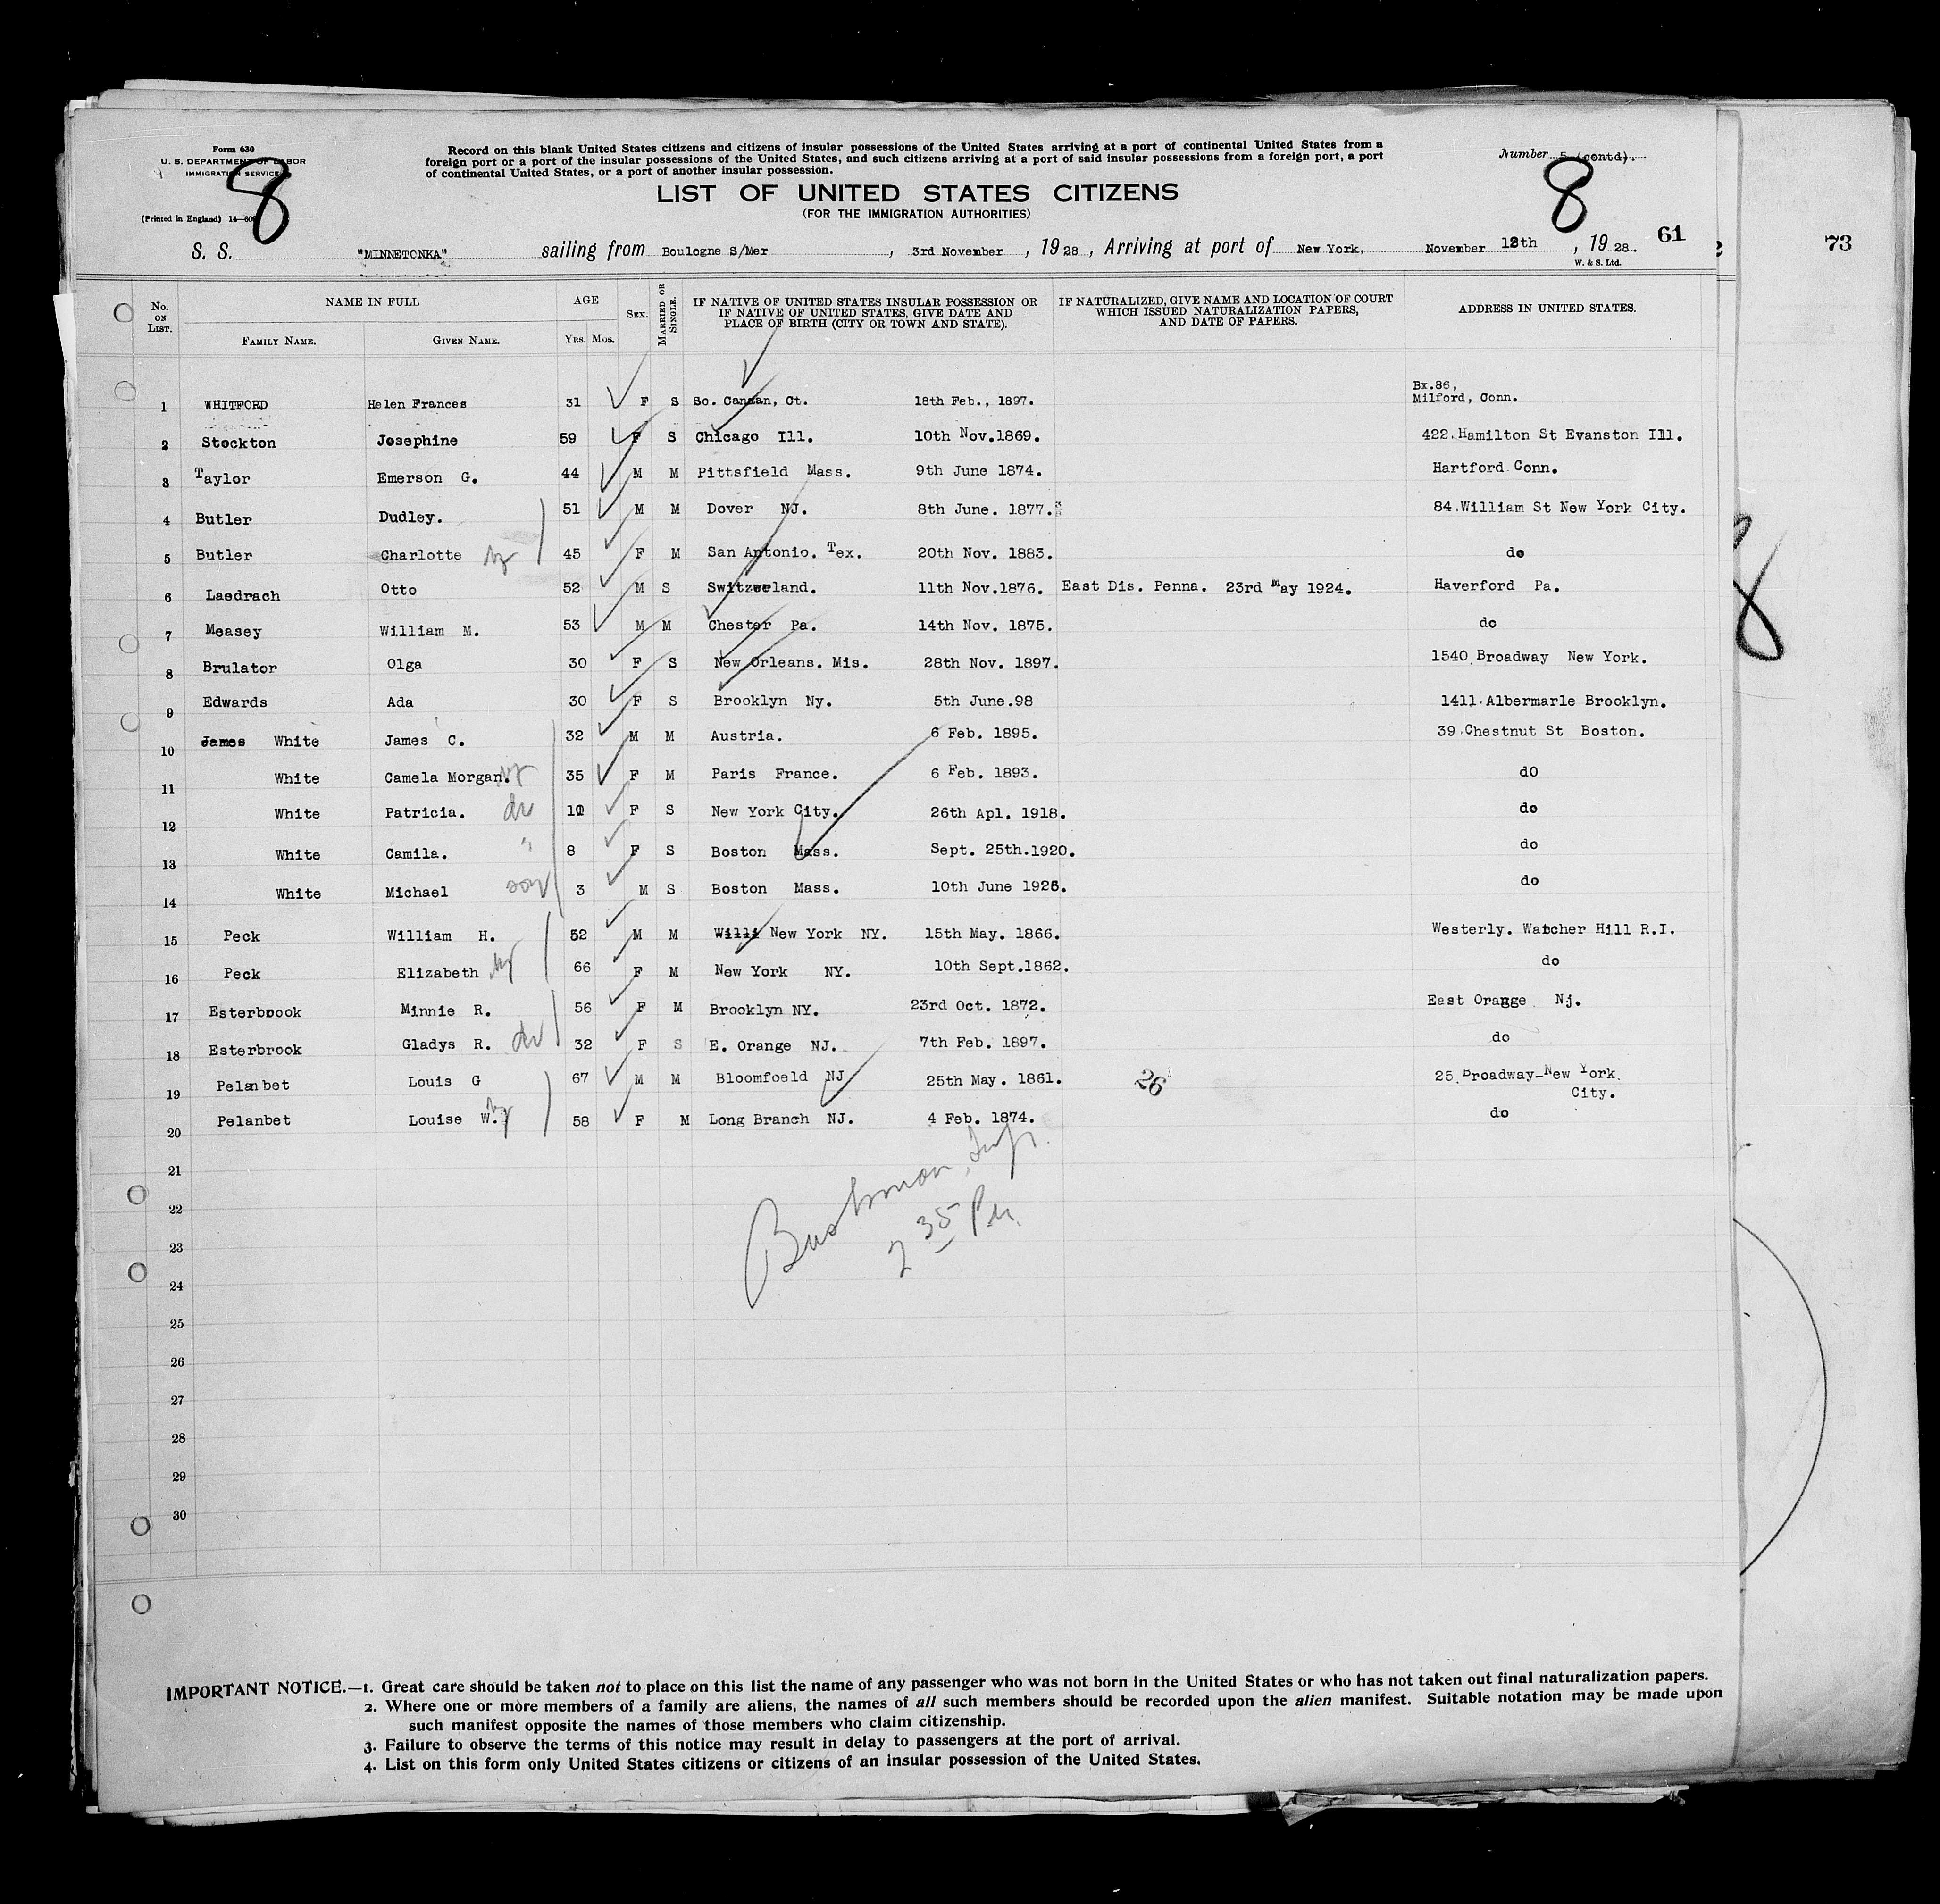 Form 630
U. S. DEPARTMENT OF LABOR
IMMIGRATION SERVICE
(Printed in England) 14—
8
Record on this blank United States citizens and citizens of insular possessions of the United States arriving at a port of continental United States from a
foreign port or a port of the insular possessions of the United States, and such citizens arriving at a port of said insular possessions from a foreign port, a port
of continental United States, or a port of another insular possession.
Number 5 (contd).
8
LIST OF UNITED STATES CITIZENS
(FOR THE IMMIGRATION AUTHORITIES)
S. S. "MINNETONKA" sailing from Boulogne S/Mer, 3rd November, 1928, Arriving at port of New York, November 12th, 1928. 61
W. & S. Ltd.
73
No. ON LIST. NAME IN FULL FAMILY NAME. GIVEN NAME. AGE YRS. MOS. SEX. MARRIED OR SINGLE. IF NATIVE OF UNITED STATES INSULAR POSSESSION OR IF NATIVE OF UNITED STATES, GIVE DATE AND PLACE OF BIRTH (CITY OR TOWN AND STATE). IF NATURALIZED, GIVE NAME AND LOCATION OF COURT WHICH ISSUED NATURALIZATION PAPERS, AND DATE OF PAPERS. ADDRESS IN UNITED STATES.
1 WHITFORD Helen Frances 31 F S So. Canaan, Ct. 18th Feb., 1897. Bx.86, Milford, Conn.
2 Stockton Josephine 59 F S Chicago Ill. 10th Nov.1869. 422.Hamilton St Evanston Ill.
3 Taylor Emerson G. 44 M M Pittsfield Mass. 9th June 1874. Hartford Conn.
4 Butler Dudley. 51 M M Dover NJ. 8th June. 1877. 84.William St New York City.
5 Butler Charlotte 45 F M San Antonio. Tex. 20th Nov. 1883. do
6 Laedrach Otto 52 M S Switzerland. 11th Nov.1876. East Dis. Penna. 23rd May 1924. Haverford Pa.
7 Measey William M. 53 M M Chester Pa. 14th Nov. 1875. do
8 Brulator Olga 30 F S New Orleans. Mis. 28th Nov. 1897. 1540 Broadway New York.
9 Edwards Ada 30 F S Brooklyn Ny. 5th June.98 1411.Albermarle Brooklyn.
10 James White James C. 32 M M Austria. 6 Feb. 1895. 39.Chestnut St Boston.
11 White Camela Morgan. 35 F M Paris France. 6 Feb. 1893. dO
12 White Patricia. 10 F S New York City. 26th Apl. 1918. do
13 White Camila. " 8 F S Boston Mass. Sept. 25th.1920. do
14 White Michael son 3 M S Boston Mass. 10th June 1925. do
15 Peck William H. 52 M M Willi New York NY. 15th May. 1866. Westerly. Watcher Hill R.I.
16 Peck Elizabeth 66 F M New York NY. 10th Sept.1862. do
17 Esterbrook Minnie R. 56 F M Brooklyn NY. 23rd Oct. 1872. East Orange Nj.
18 Esterbrook Gladys R. 32 F S E. Orange NJ. 7th Feb. 1897. do
19 Pelanbet Louis G 67 M M Bloomfoeld NJ 25th May. 1861. 26 25.Broadway-New York. City.
20 Pelanbet Louise W. 58 F M Long Branch NJ. 4 Feb. 1874. do
21
22
23
24
25
26
27
28
29
30
2 35 PM.
IMPORTANT NOTICE.—1. Great care should be taken not to place on this list the name of any passenger who was not born in the United States or who has not taken out final naturalization papers.
2. Where one or more members of a family are aliens, the names of all such members should be recorded upon the alien manifest. Suitable notation may be made upon
such manifest opposite the names of those members who claim citizenship.
3. Failure to observe the terms of this notice may result in delay to passengers at the port of arrival.
4. List on this form only United States citizens or citizens of an insular possession of the United States.